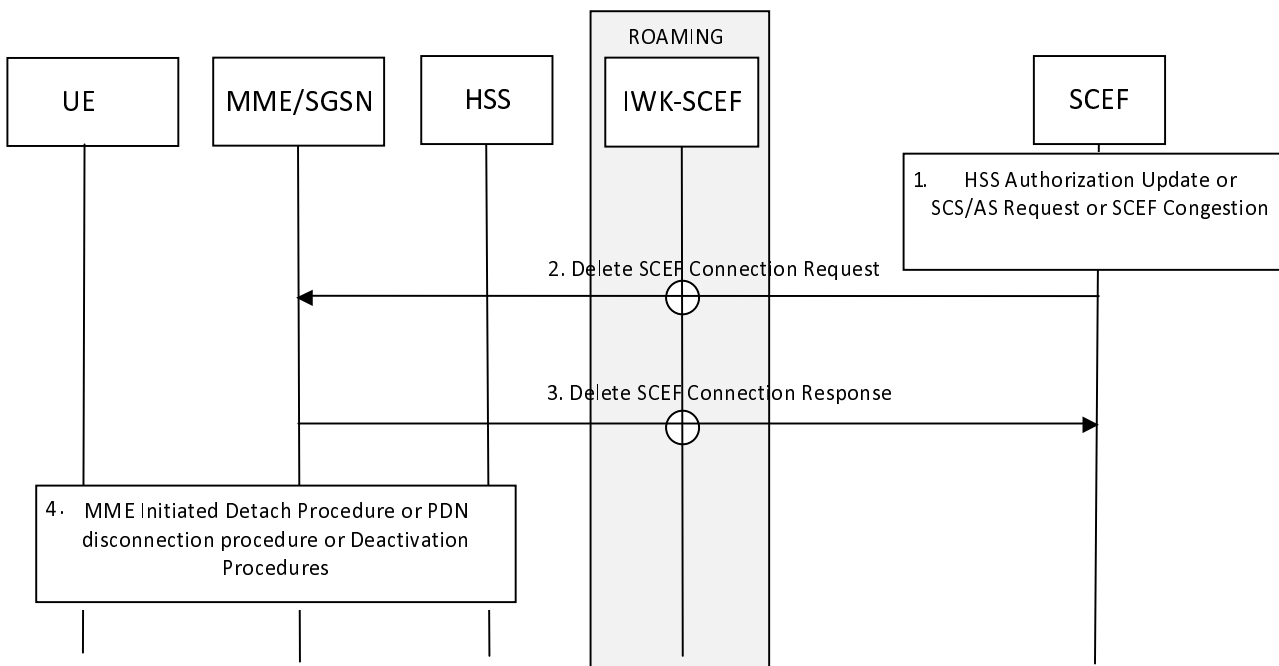 ROAMING
UE
MME/SGSN
HSS
IWK-SCEF
SCEF
1. HSS Authorization Update or
SCS/AS Request or SCEF Congestion
2. Delete SCEF Connection Request
3. Delete SCEF Connection Response
4. MME Initiated Detach Procedure or PDN
disconnection procedure or Deactivation
Procedures